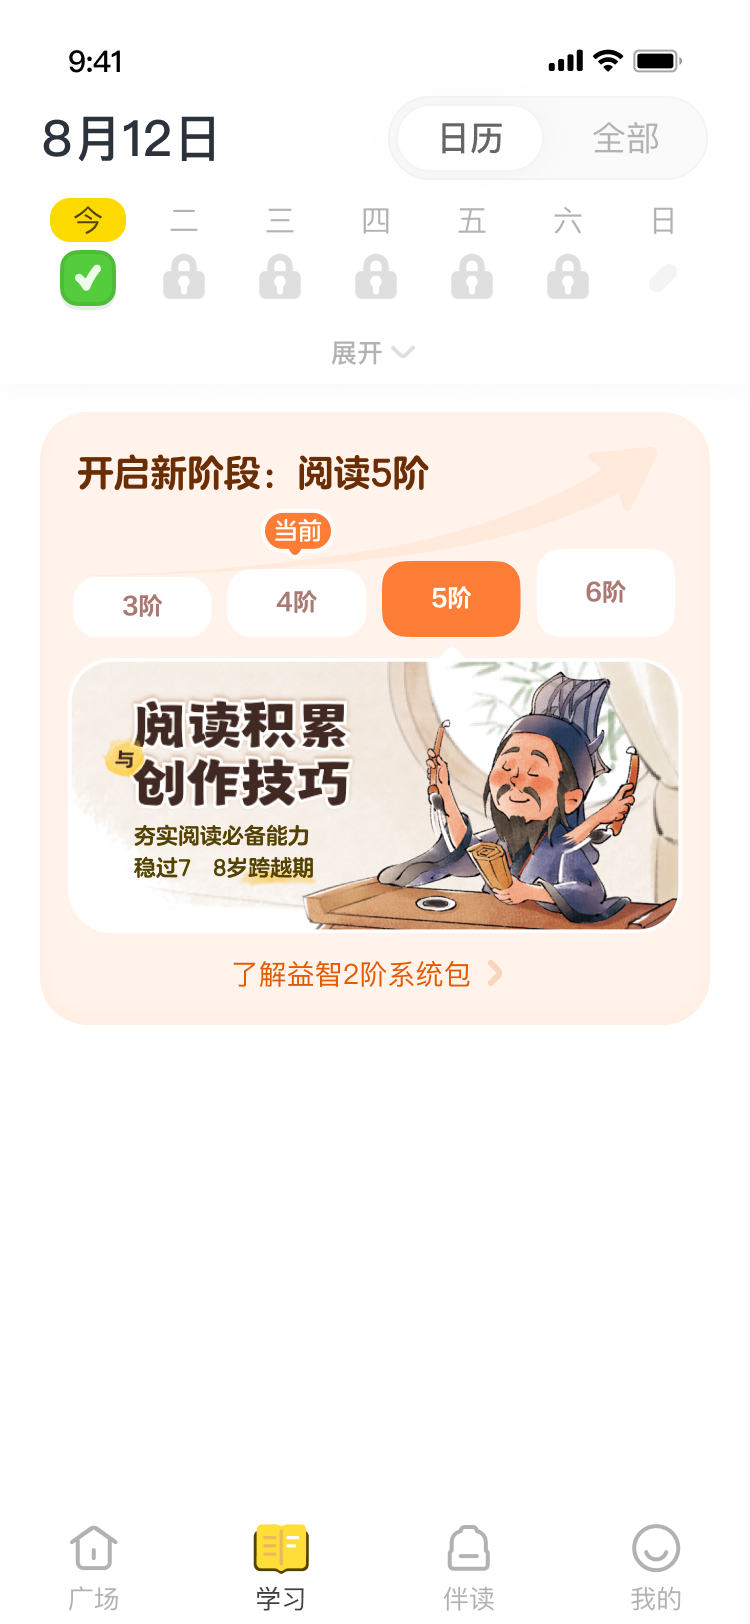 9:41
8月12日
日历 全部
今 二 三 四 五 六 日
展开
开启新阶段：阅读5阶
当前
3阶 4阶 5阶 6阶
阅读积累
与
创作技巧
夯实阅读必备能力
稳过7 8岁跨越期
了解益智2阶系统包
广场 学习 伴读 我的